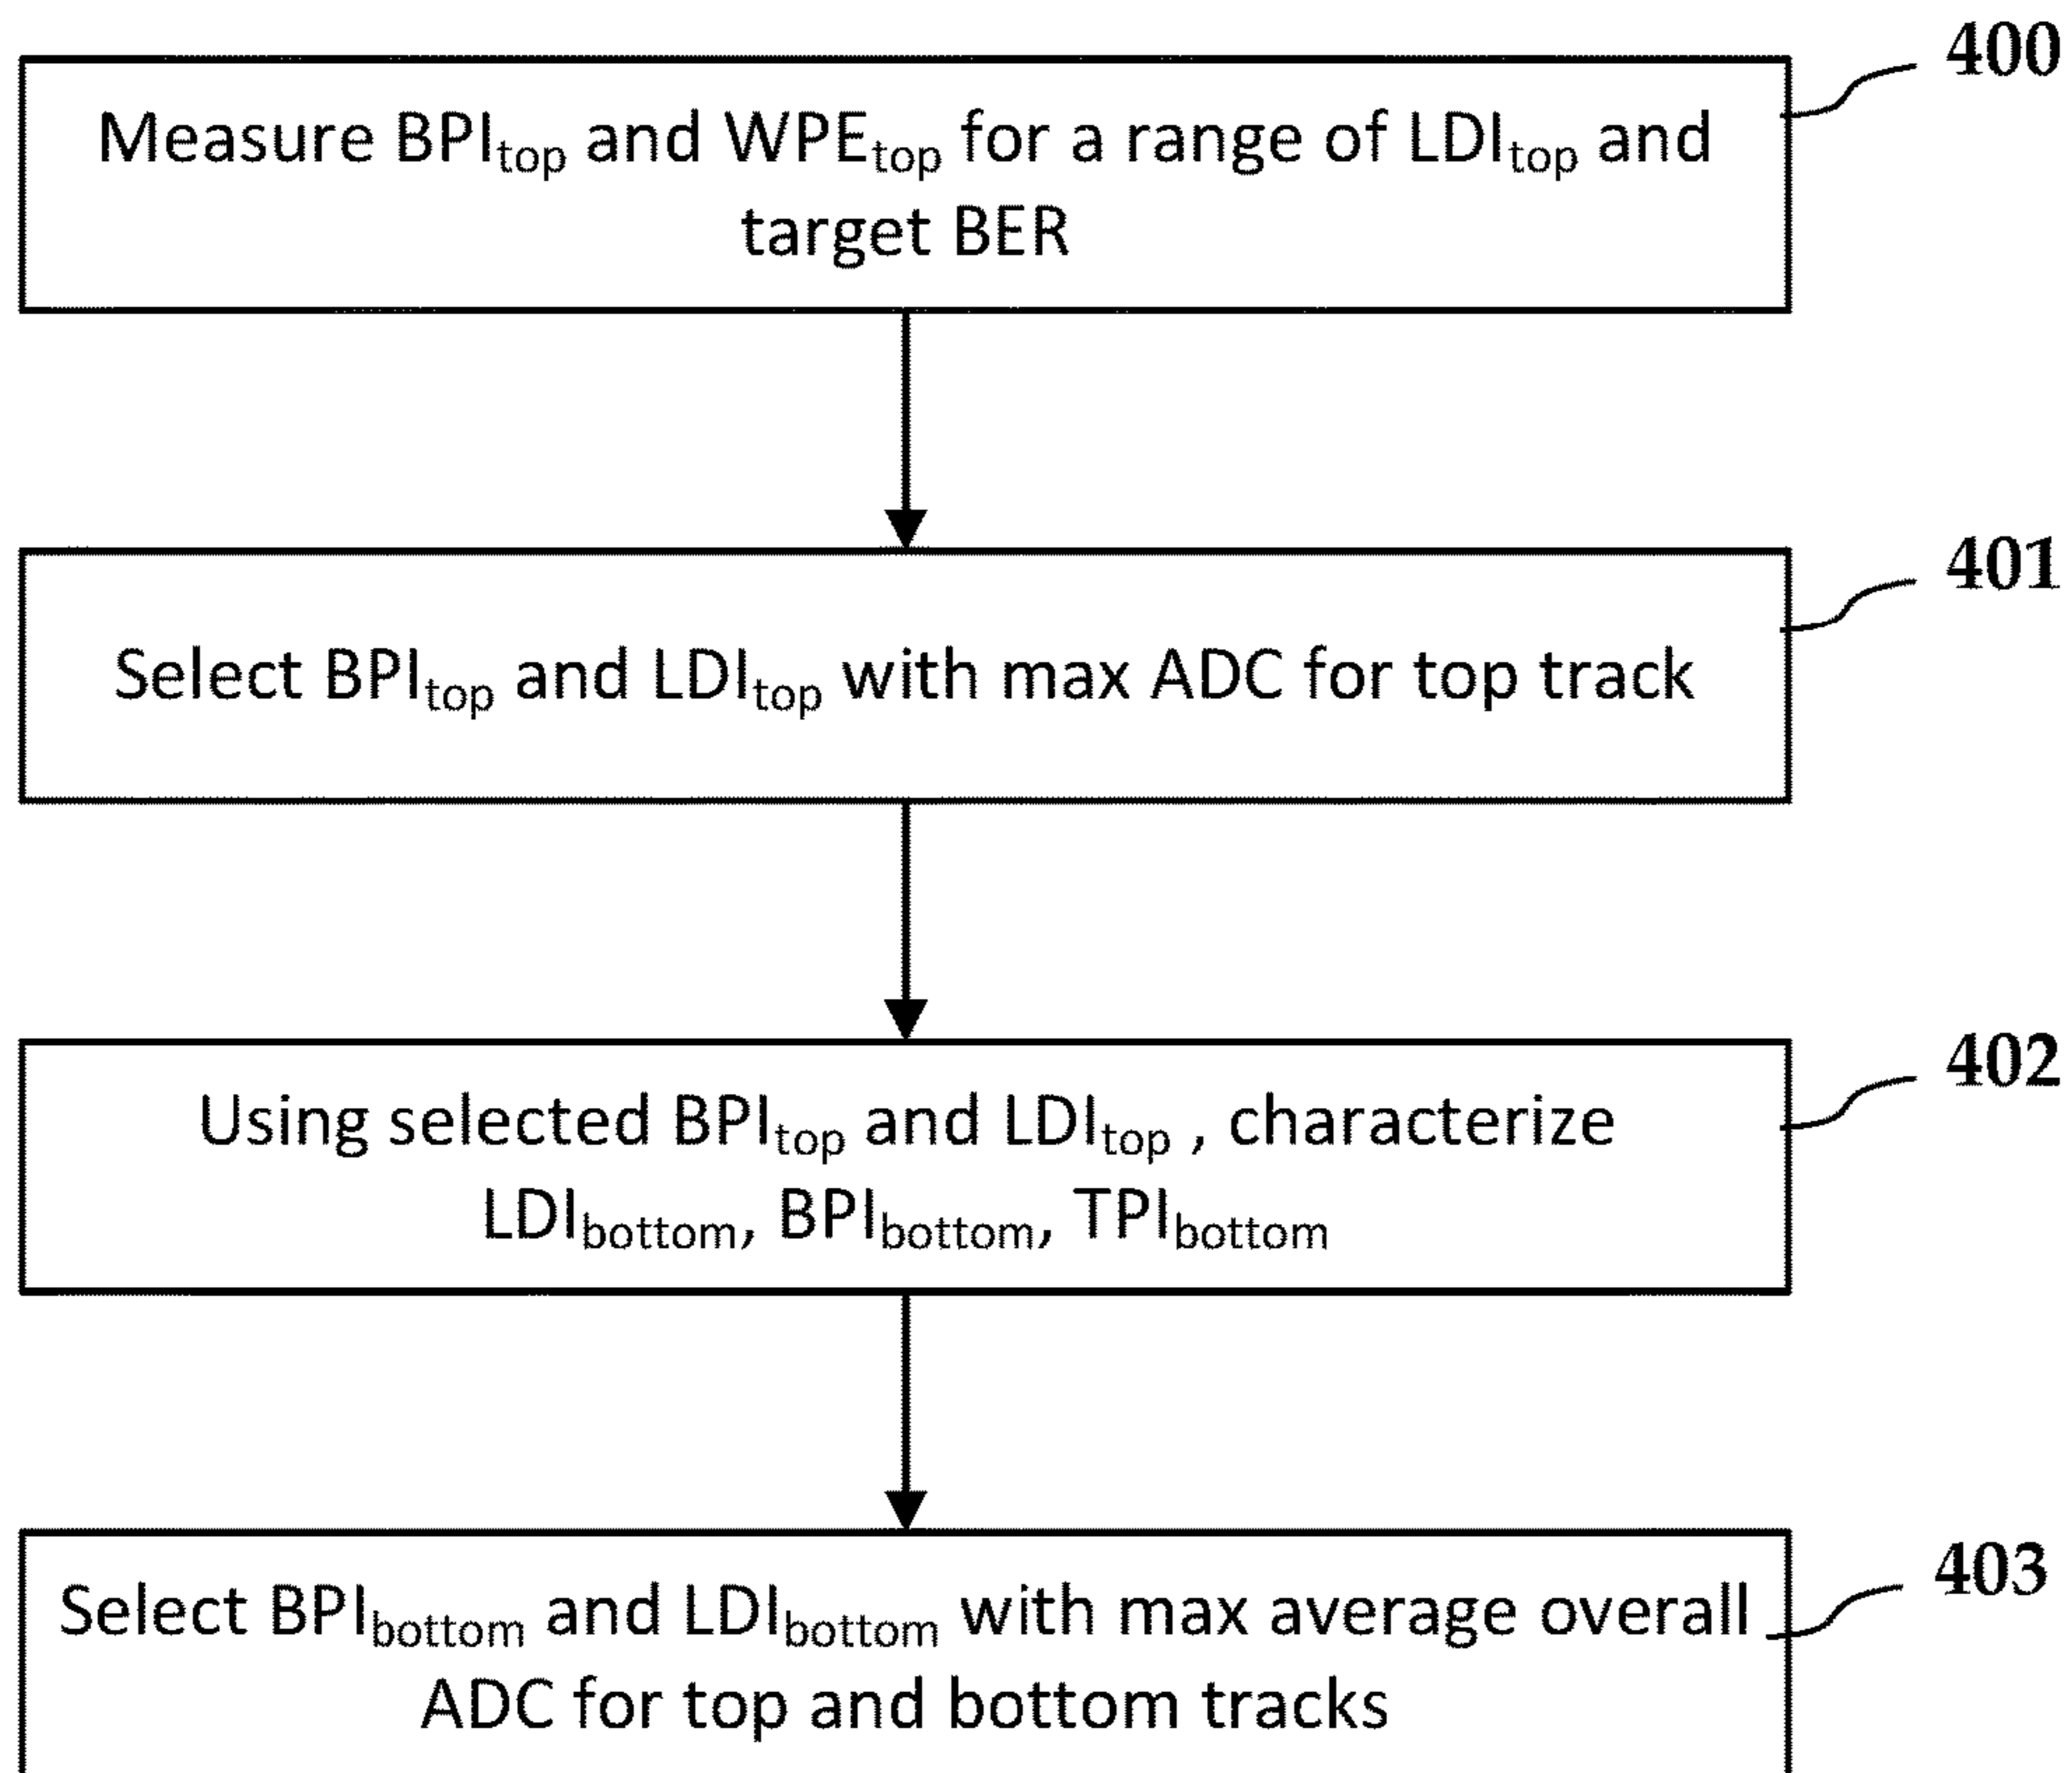 400
Measure BPItop and WPEtop for a range of LDItop and
target BER
401
Select BPItop and LDItop with max ADC for top track
402
Using selected BPItop and LDItop , characterize
LDIbottom, BPIbottom, TPIbottom
403
Select BPIbottom and LDIbottom with max average overall
ADC for top and bottom tracks